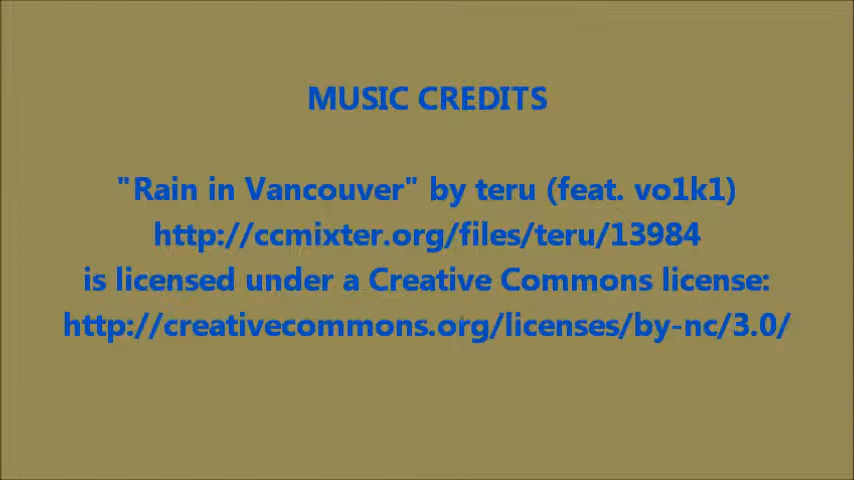 MUSIC CREDITS
"Rain in Vancouver" by teru (feat. vo1k1)
http://ccmixter.org/files/teru/13984
is licensed under a Creative Commons license:
http://creativecommons.org/licenses/by-nc/3.0/